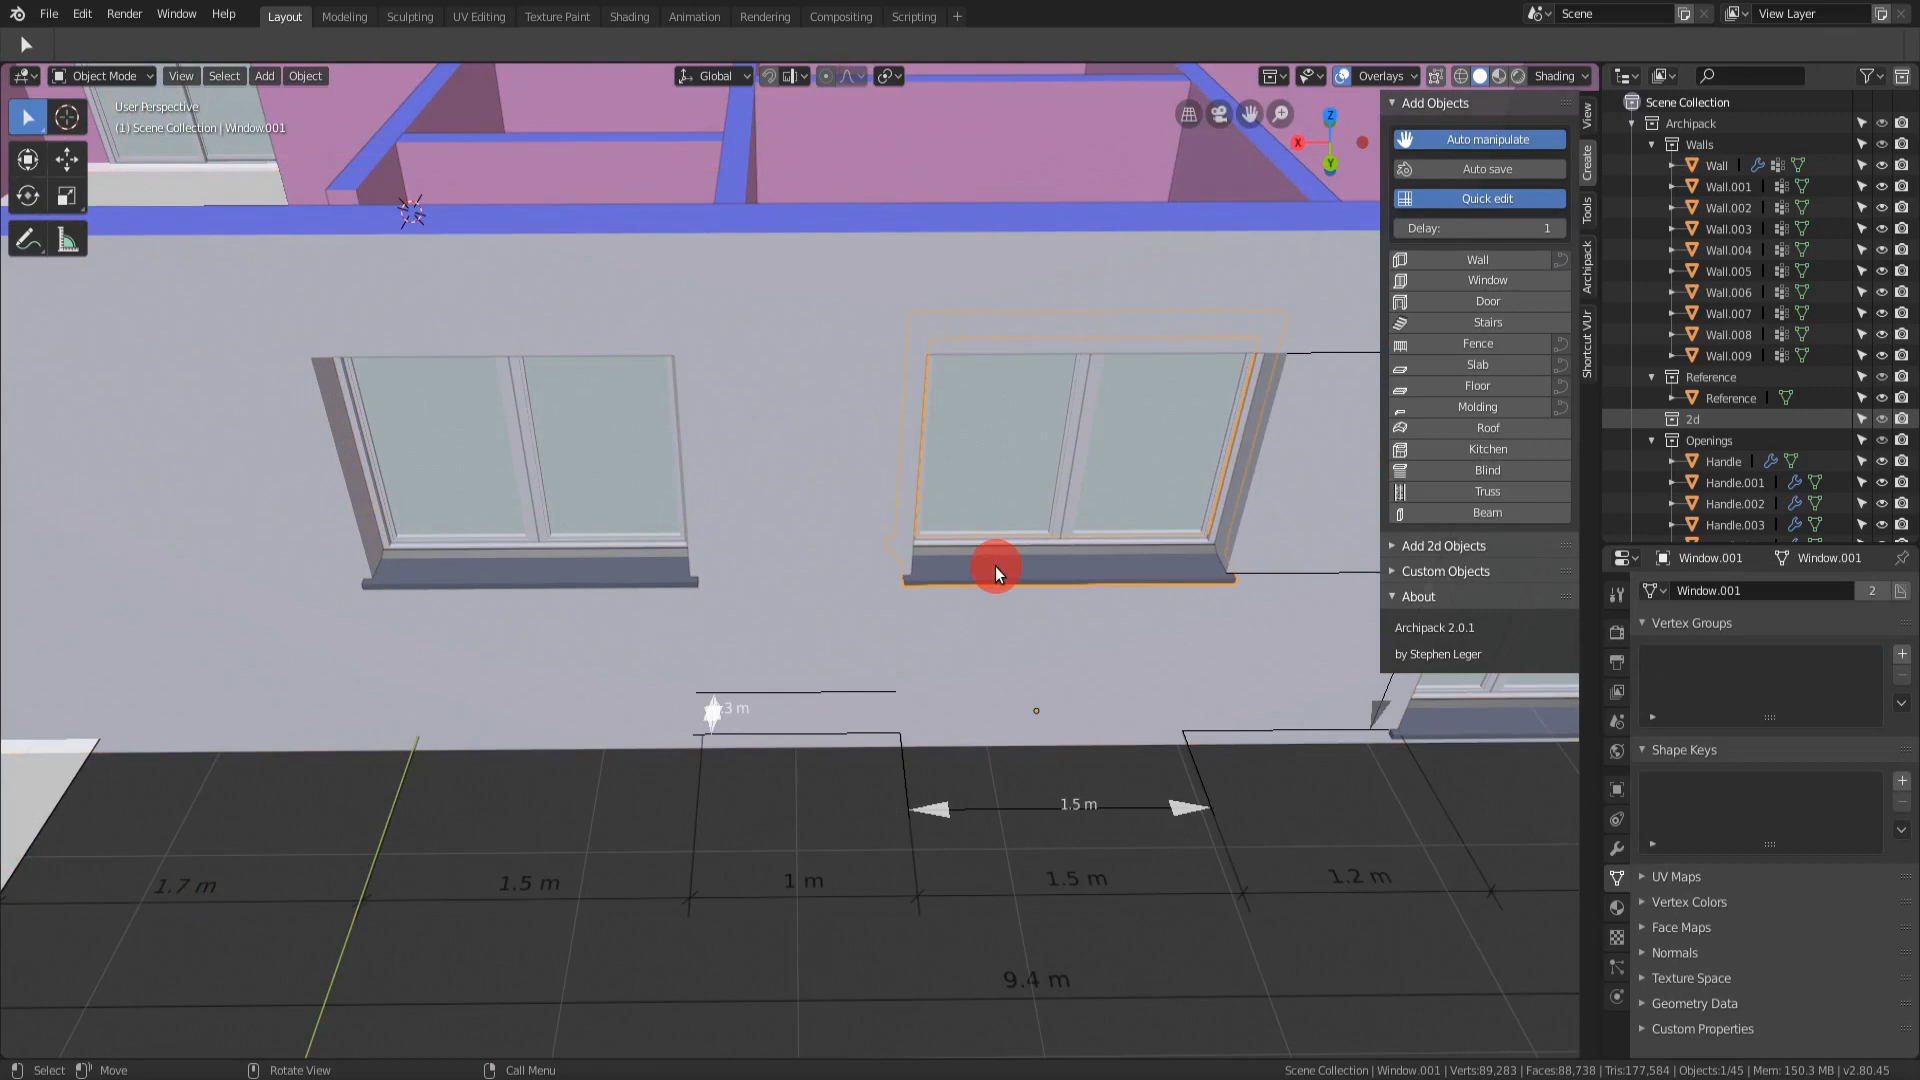 File Edit Render Window Help
Layout Modeling Sculpting UV Editing Texture Paint Shading Animation Rendering Compositing Scripting +
Scene
View Layer
Object Mode View Select Add Object
Global
Overlays
Shading
User Perspective
(1) Scene Collection | Window.001
Z
X
Y
Add Objects
Auto manipulate
Auto save
Quick edit
Delay: 1
Wall
Window
Door
Stairs
Fence
Slab
Floor
Molding
Roof
Kitchen
Blind
Truss
Beam
Add 2d Objects
Custom Objects
About
Archipack 2.0.1
by Stephen Leger
View
Create
Tools
Archipack
Shortcut VUr
Scene Collection
Archipack
Walls
Wall
Wall.001
Wall.002
Wall.003
Wall.004
Wall.005
Wall.006
Wall.007
Wall.008
Wall.009
Reference
Reference
2d
Openings
Handle
Handle.001
Handle.002
Handle.003
Window.001 Window.001
Window.001 2
Vertex Groups
Shape Keys
UV Maps
Vertex Colors
Face Maps
Normals
Texture Space
Geometry Data
Custom Properties
3 m
1.5 m
1.7 m 1.5 m 1 m 1.5 m 1.2 m
9.4 m
Select Move Rotate View Call Menu
Scene Collection | Window.001 | Verts:89,283 | Faces:88,738 | Tris:177,584 | Objects:1/45 | Mem: 150.3 MB | v2.80.45